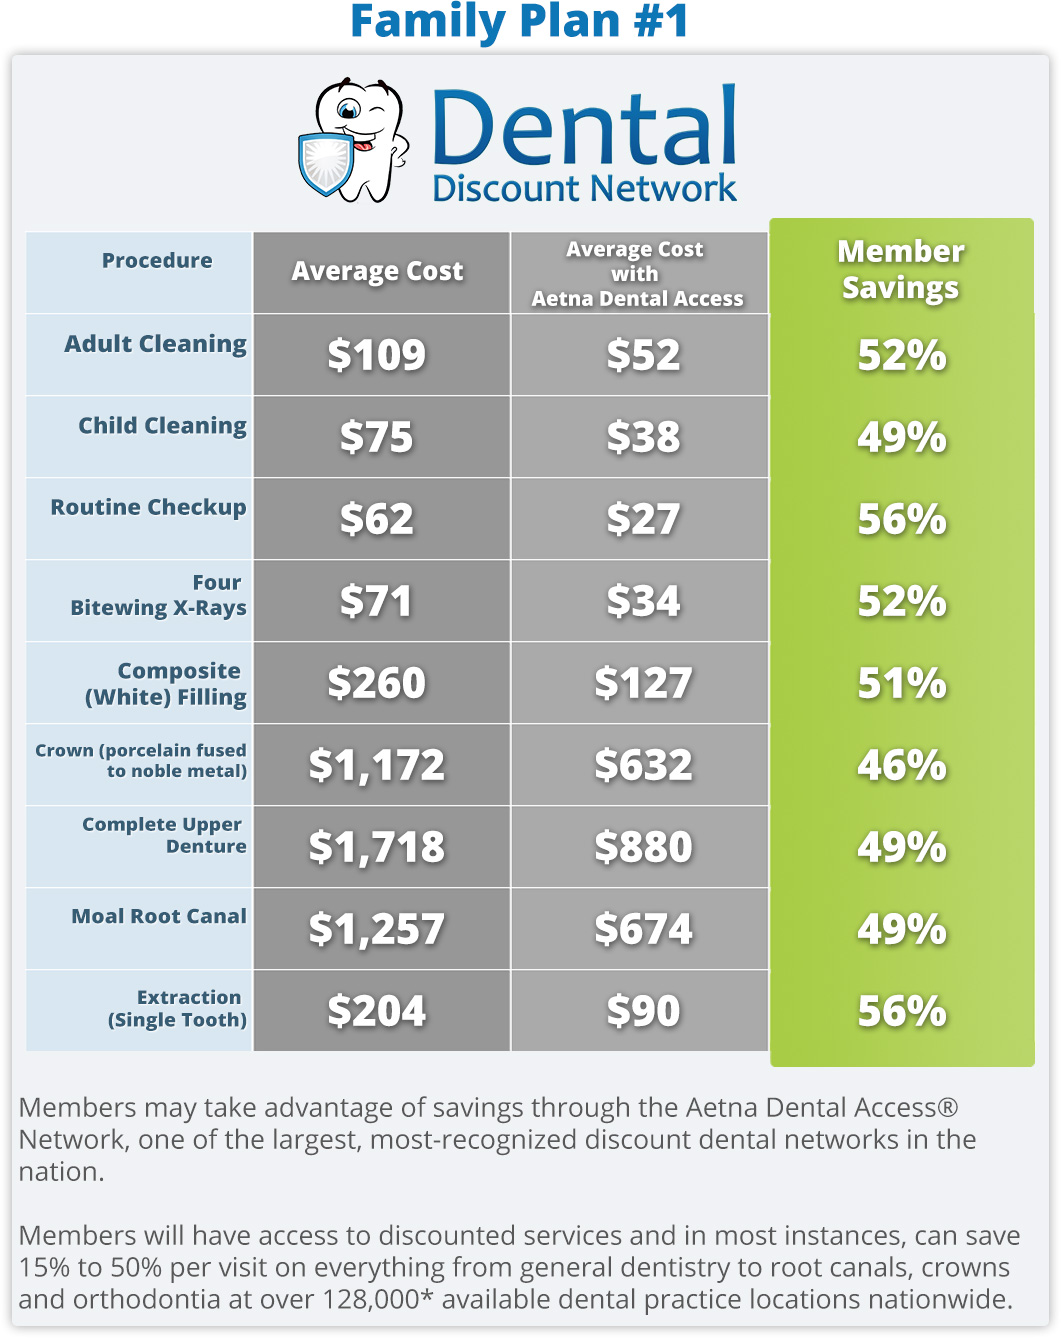 Family Plan #1
Dental
Discount Network
Procedure
Average Cost
Average Cost
with
Aetna Dental Access
Member
Savings
Adult Cleaning
$109
$52
52%
Child Cleaning
$75
$38
49%
Routine Checkup
$62
$27
56%
Four
Bitewing X-Rays
$71
$34
52%
Composite
(White) Filling
$260
$127
51%
Crown (porcelain fused
to noble metal)
$1,172
$632
46%
Complete Upper
Denture
$1,718
$880
49%
Moal Root Canal
$1,257
$674
49%
Extraction
(Single Tooth)
$204
$90
56%
Members may take advantage of savings through the Aetna Dental Access®
Network, one of the largest, most-recognized discount dental networks in the
nation.
Members will have access to discounted services and in most instances, can save
15% to 50% per visit on everything from general dentistry to root canals, crowns
and orthodontia at over 128,000* available dental practice locations nationwide.